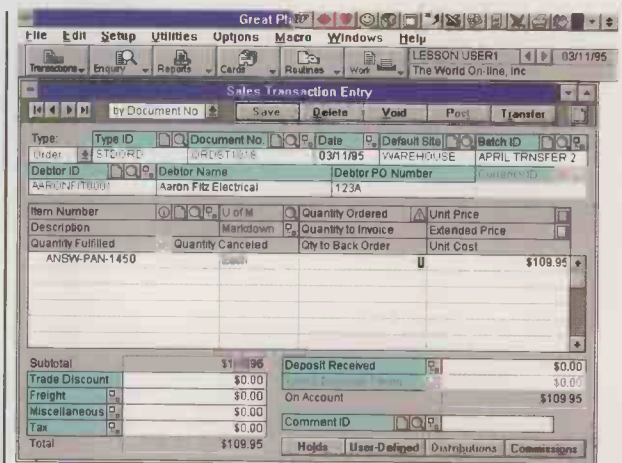 Great Pl
File Edit Setup Utilities Options Macro Windows Help
Transactions Enquiry Reports Cards Routines Work LESSON USER1 03/11/95
The World On-line, Inc
Sales Transaction Entry
by Document No Save Delete Void Post Transfer
Type: Type ID Document No. Date Default Site Batch ID
Order STDORD 03/11/95 WAREHOUSE APRIL TRNSFER 2
Debtor ID Debtor Name Debtor PO Number Currency ID
AARONFIT0001 Aaron Fitz Electrical 123A
Item Number U of M Quantity Ordered Unit Price
Description Markdown Quantity to Invoice Extended Price
Quantity Fulfilled Quantity Canceled Qty to Back Order Unit Cost
ANSW-PAN-1450 Each $109.95
Subtotal Deposit Received $0.00
Trade Discount $0.00 $0.00
Freight $0.00 On Account $109.95
Miscellaneous $0.00
Tax $0.00 Comment ID
Total $109.95 Holds User-Defined Distributions Commissions